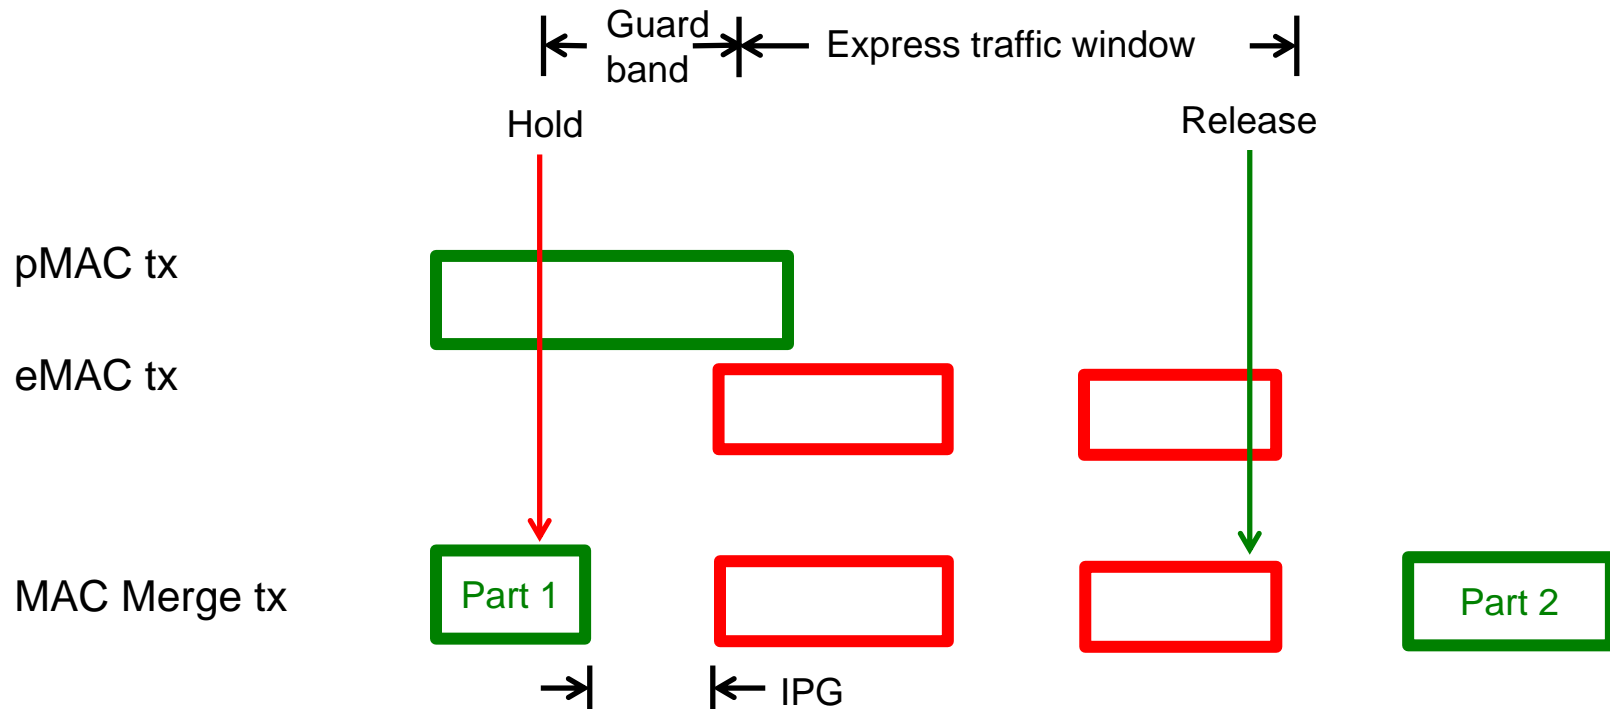 Guard
band
Express traffic window
Hold
Release
pMAC tx
eMAC tx
MAC Merge tx
Part 1
Part 2
IPG